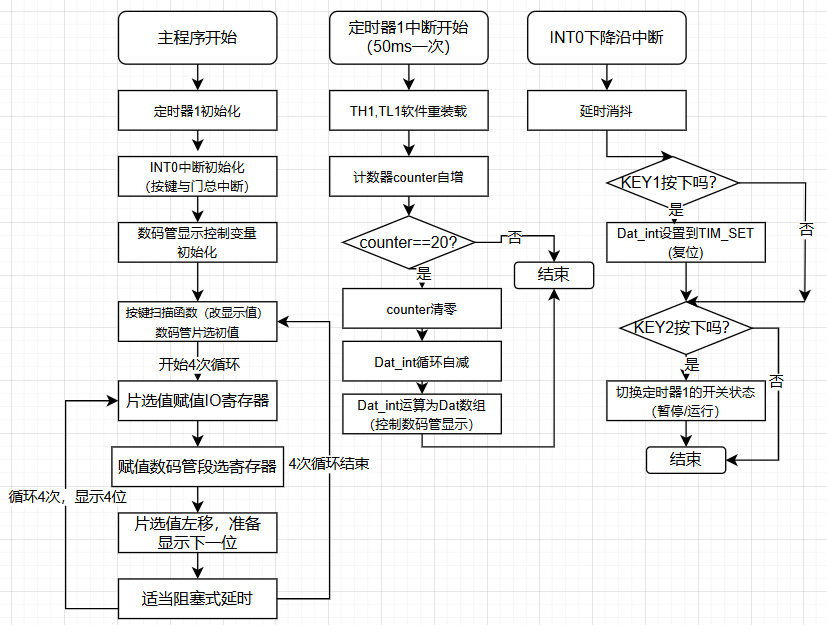 主程序开始
定时器1初始化
INT0中断初始化
(按键与门总中断)
数码管显示控制变量
初始化
按键扫描函数（改显示值）
数码管片选初值
开始4次循环
片选值赋值IO寄存器
赋值数码管段选寄存器
4次循环结束
循环4次，显示4位
片选值左移，准备
显示下一位
适当阻塞式延时
定时器1中断开始
(50ms一次)
TH1,TL1软件重装载
计数器counter自增
counter==20?
否
结束
是
counter清零
Dat_int循环自减
Dat_int运算为Dat数组
（控制数码管显示）
INT0下降沿中断
延时消抖
KEY1按下吗?
是
否
Dat_int设置到TIM_SET
(复位)
KEY2按下吗?
是
否
切换定时器1的开关状态
（暂停/运行）
结束